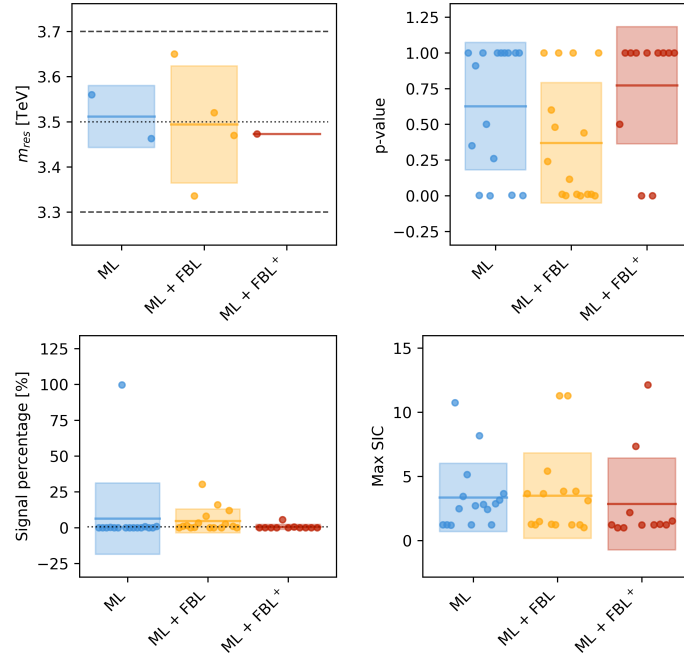 3.7
3.6
3.5
3.4
3.3
m_res [TeV]
ML
ML + FBL
ML + FBL⁺
1.00
0.75
0.50
0.25
0.00
−0.25
p-value
ML
ML + FBL
ML + FBL⁺
125
100
75
50
25
0
−25
Signal percentage [%]
ML
ML + FBL
ML + FBL⁺
15
10
5
0
Max SIC
ML
ML + FBL
ML + FBL⁺